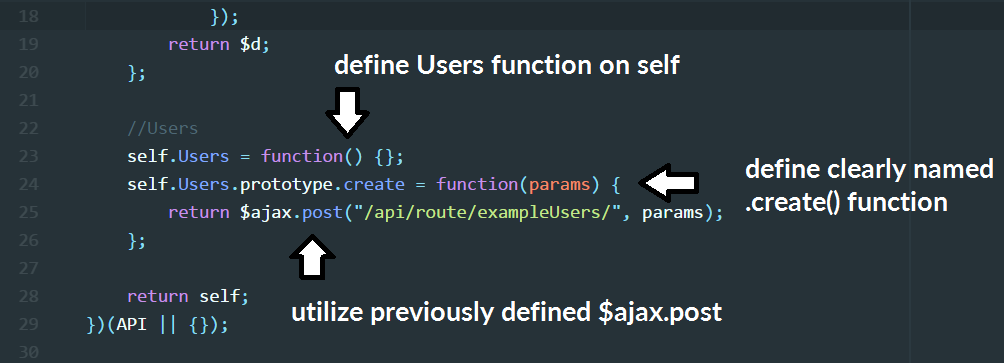 18 });
19 return $d;
define Users function on self
20 };
21
22 //Users
23 self.Users = function() {};
define clearly named
24 self.Users.prototype.create = function(params) {
.create() function
25 return $ajax.post("/api/route/exampleUsers/", params);
26 };
27
28 return self;
utilize previously defined $ajax.post
29 })(API || {});
30